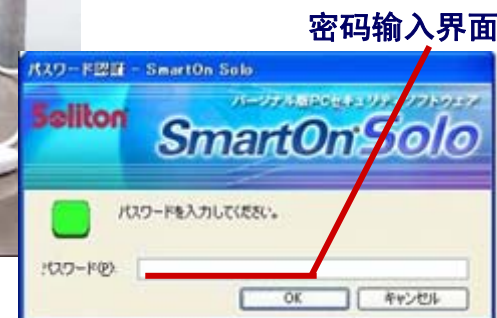 密码输入界面
パスワード認証 - SmartOn Solo
Soliton
パーソナル版PCセキュリティソフトウェア
SmartOn Solo
パスワードを入力してください。
パスワード(P):
OK
キャンセル